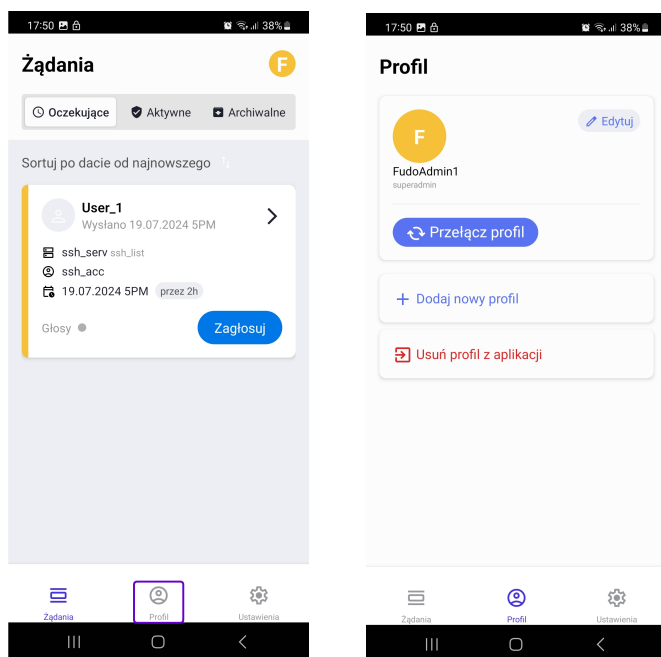 17:50 38%
Żądania F
Oczekujące Aktywne Archiwalne
Sortuj po dacie od najnowszego
User_1
Wysłano 19.07.2024 5PM
ssh_serv ssh_list
ssh_acc
19.07.2024 5PM przez 2h
Głosy Zagłosuj
Żądania Profil Ustawienia
17:50 38%
Profil
F
Edytuj
FudoAdmin1
superadmin
Przełącz profil
+ Dodaj nowy profil
Usuń profil z aplikacji
Żądania Profil Ustawienia